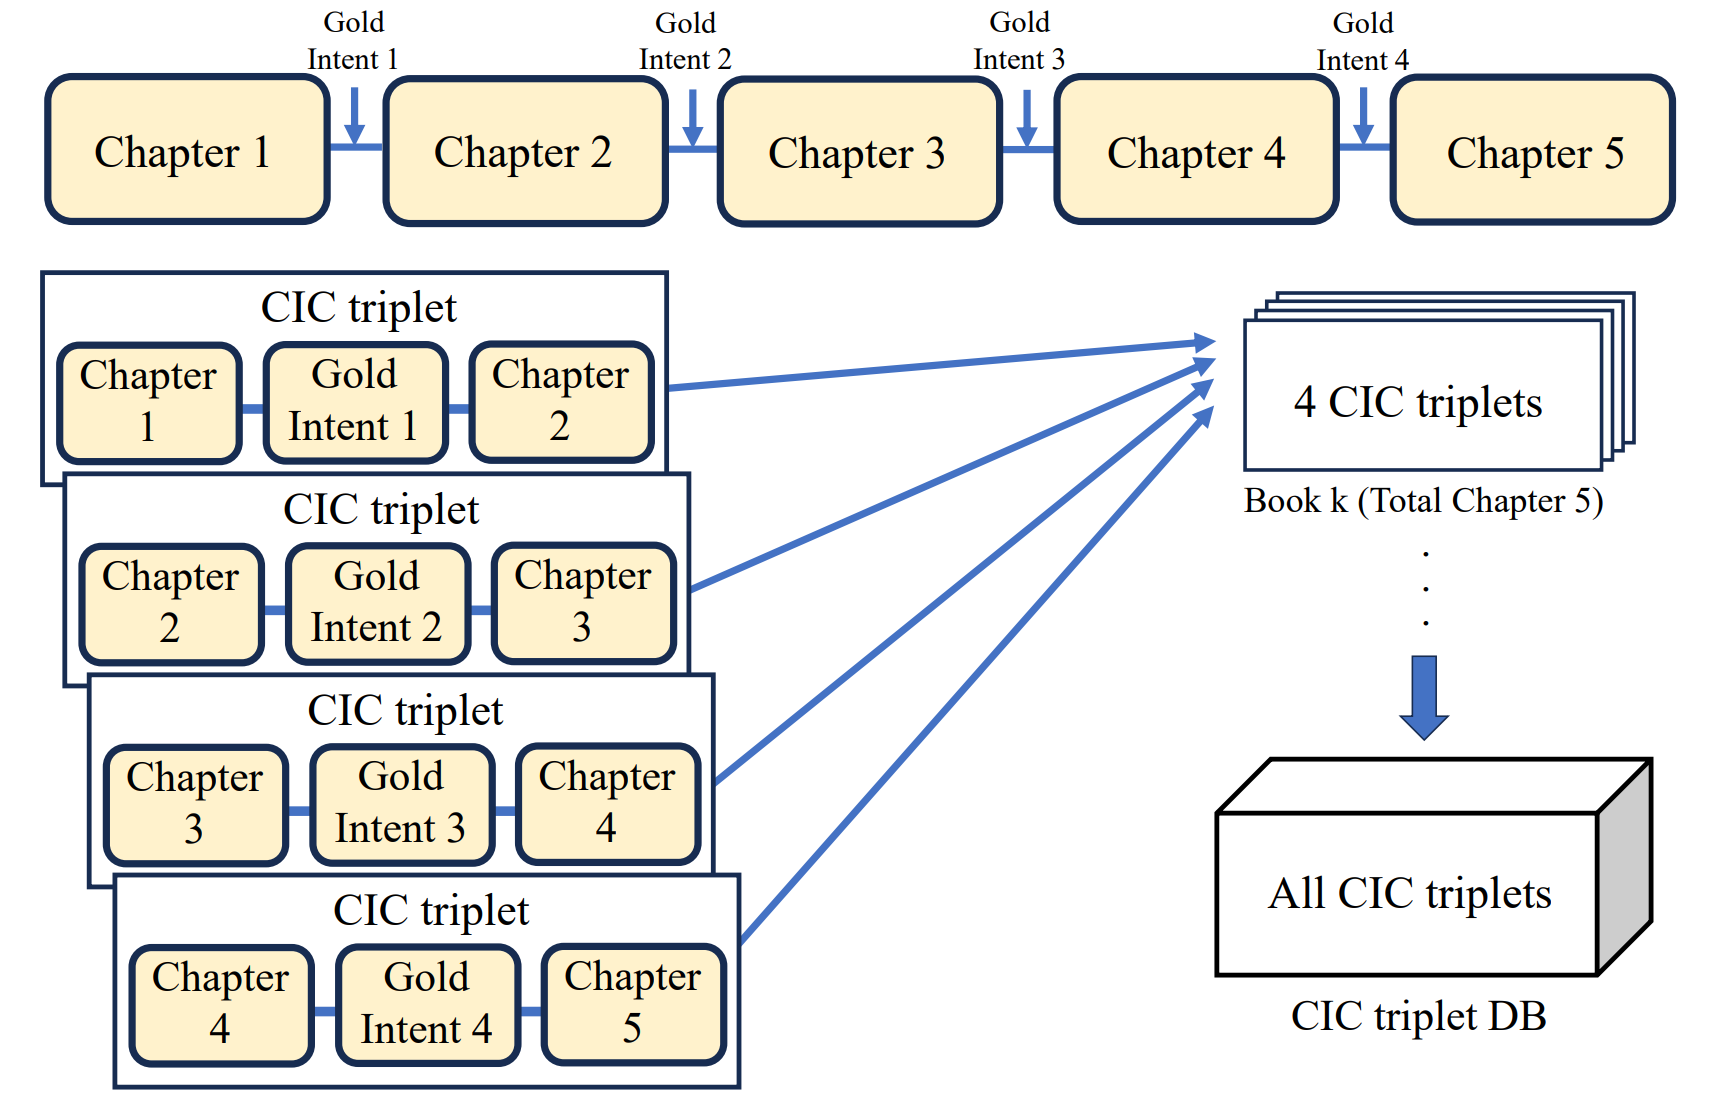 Gold
Intent 1
Gold
Intent 2
Gold
Intent 3
Gold
Intent 4
Chapter 1
Chapter 2
Chapter 3
Chapter 4
Chapter 5
CIC triplet
Chapter
1
Gold
Intent 1
Chapter
2
CIC triplet
Chapter
2
Gold
Intent 2
Chapter
3
CIC triplet
Chapter
3
Gold
Intent 3
Chapter
4
CIC triplet
Chapter
4
Gold
Intent 4
Chapter
5
4 CIC triplets
Book k (Total Chapter 5)
.
.
.
All CIC triplets
CIC triplet DB